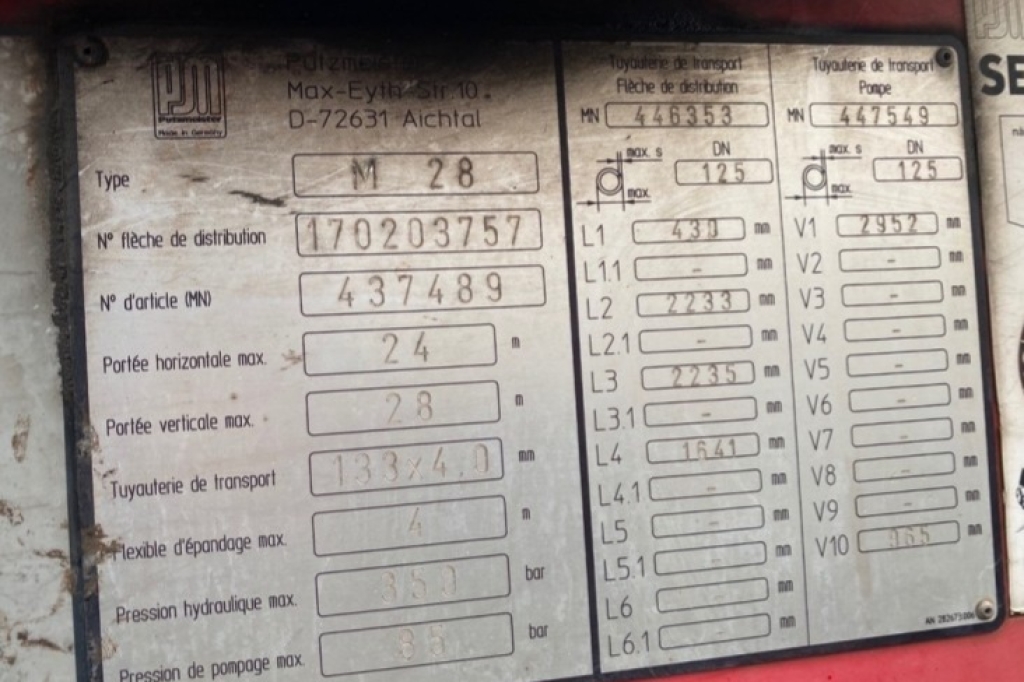 PM
Putzmeister
Made in Germany
Putzmeister
Max-Eyth-Str.10.
D-72631 Aichtal
Type M 28
N° flèche de distribution 170203757
N° d'article (MN) 437489
Portée horizontale max. 24 m
Portée verticale max. 28 m
Tuyauterie de transport 133x4,0 mm
Flexible d'épandage max. 4 m
Pression hydraulique max. 350 bar
Pression de pompage max. 85 bar
Tuyauterie de transport
Flèche de distribution
MN 446353
max. s DN
max. 125
L1 430 mm
L1.1 - mm
L2 2233 mm
L2.1 - mm
L3 2235 mm
L3.1 - mm
L4 1641 mm
L4.1 - mm
L5 - mm
L5.1 - mm
L6 - mm
L6.1 - mm
Tuyauterie de transport
Pompe
MN 447549
max. s DN
max. 125
V1 2952 mm
V2 - mm
V3 - mm
V4 - mm
V5 - mm
V6 - mm
V7 - mm
V8 - mm
V9 - mm
V10 965 mm
AN 282673.006
PM
SE